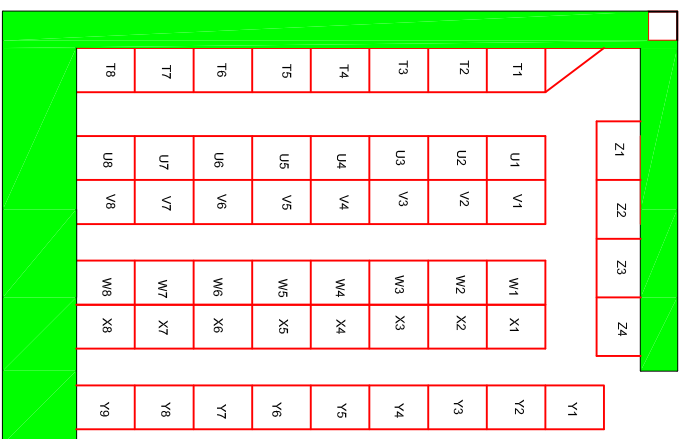 T8 T7 T6 T5 T4 T3 T2 T1
U8 U7 U6 U5 U4 U3 U2 U1
V8 V7 V6 V5 V4 V3 V2 V1
W8 W7 W6 W5 W4 W3 W2 W1
X8 X7 X6 X5 X4 X3 X2 X1
Y9 Y8 Y7 Y6 Y5 Y4 Y3 Y2 Y1
Z1
Z2
Z3
Z4